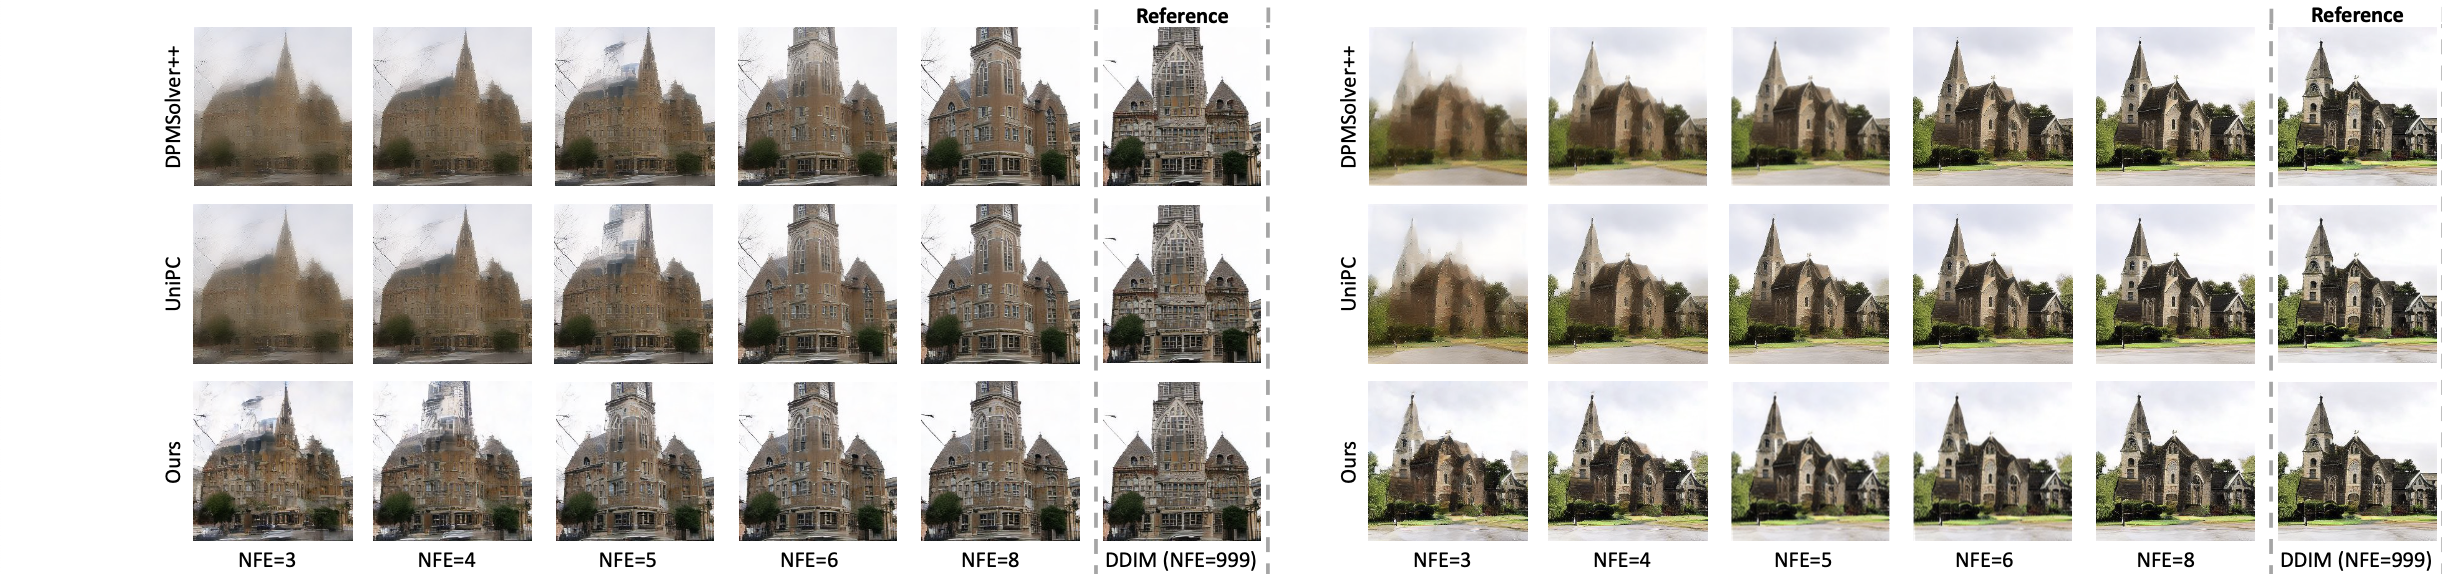 Reference
DPMSolver++
UniPC
Ours
NFE=3 NFE=4 NFE=5 NFE=6 NFE=8 DDIM (NFE=999)
Reference
DPMSolver++
UniPC
Ours
NFE=3 NFE=4 NFE=5 NFE=6 NFE=8 DDIM (NFE=999)